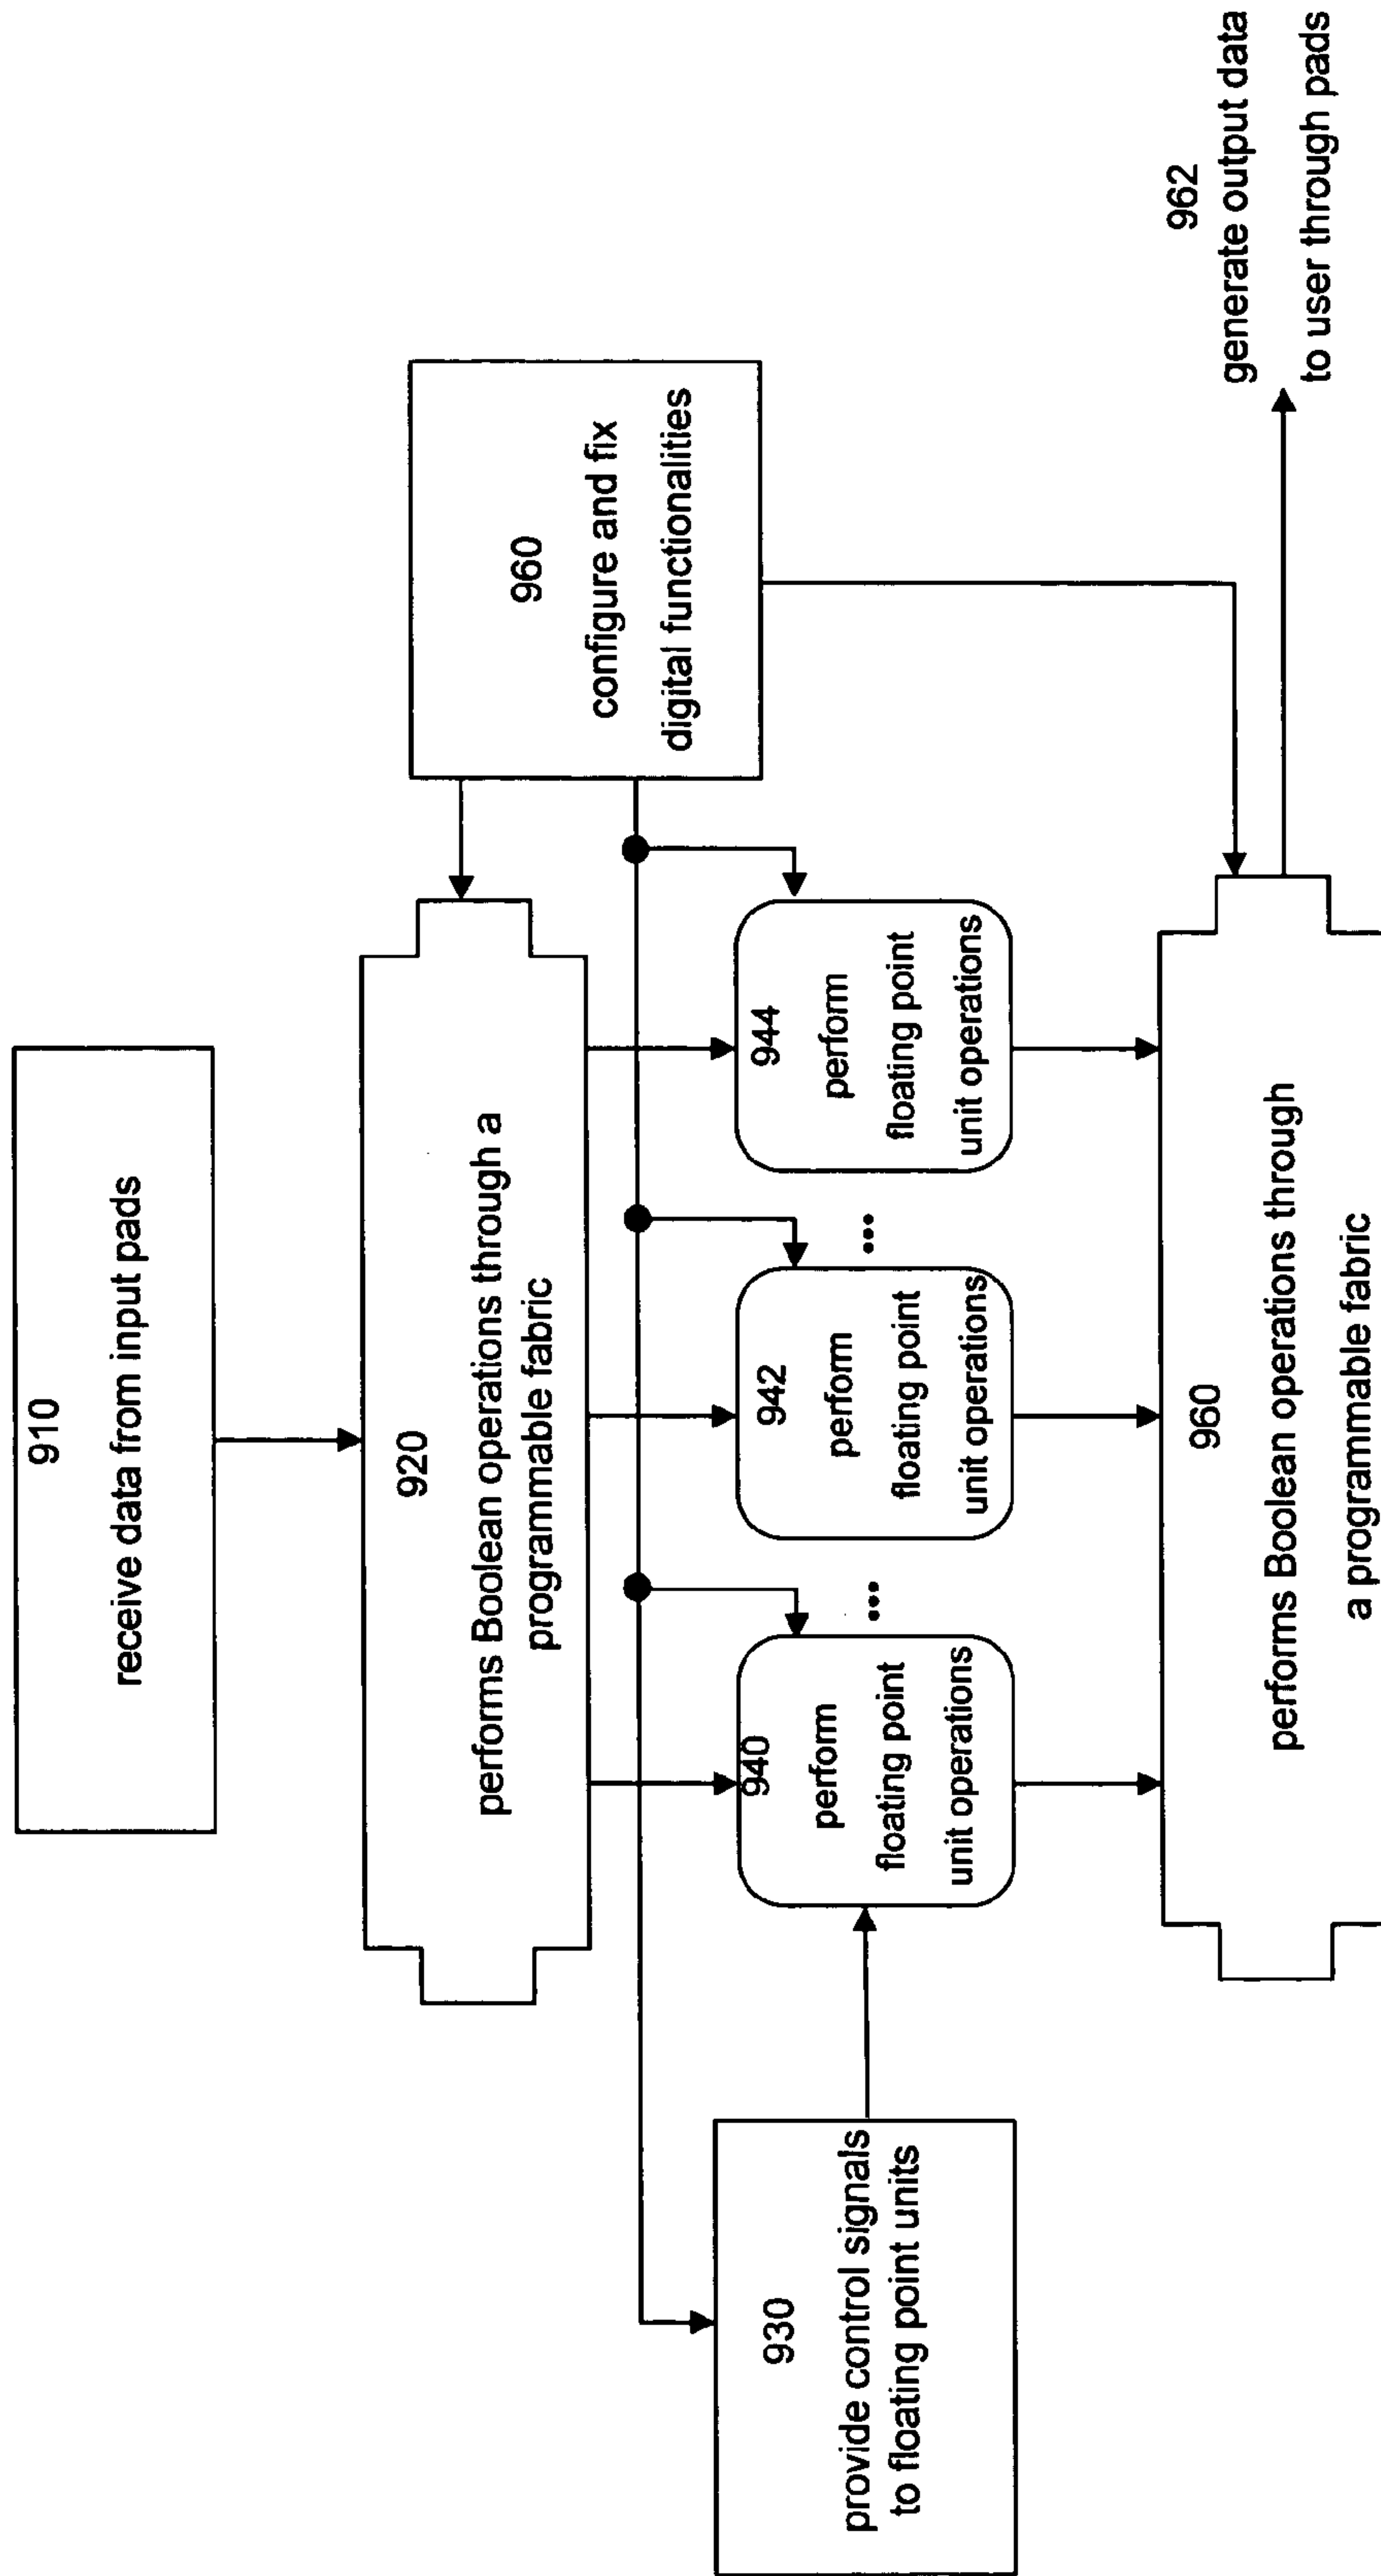 910
receive data from input pads
920
performs Boolean operations through a
programmable fabric
960
configure and fix
digital functionalities
930
provide control signals
to floating point units
940
perform
floating point
unit operations
...
942
perform
floating point
unit operations
...
944
perform
floating point
unit operations
960
performs Boolean operations through
a programmable fabric
962
generate output data
to user through pads